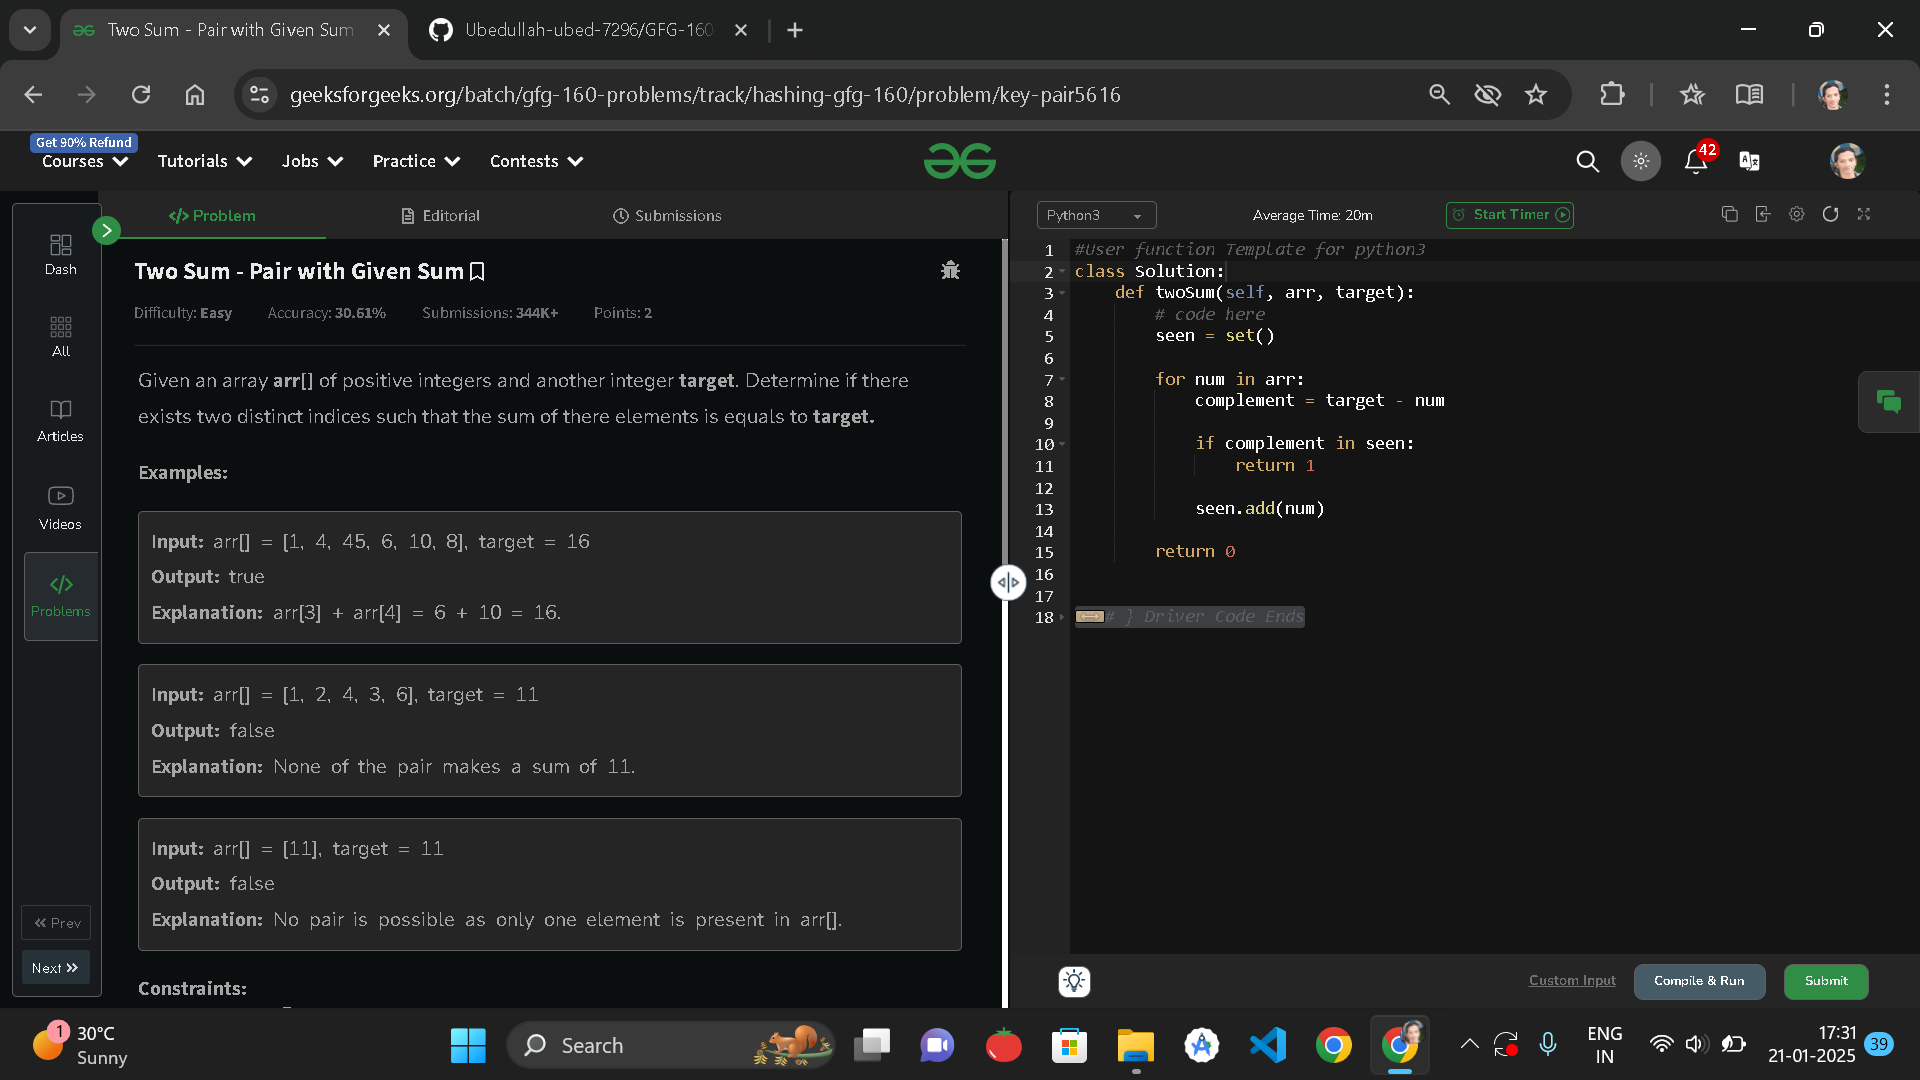 Two Sum - Pair with Given Sum
Ubedullah-ubed-7296/GFG-160
geeksforgeeks.org/batch/gfg-160-problems/track/hashing-gfg-160/problem/key-pair5616
Get 90% Refund
Courses Tutorials Jobs Practice Contests
42
Problem Editorial Submissions
Python3 Average Time: 20m Start Timer
Dash
All
Articles
Videos
Problems
Prev
Next
Two Sum - Pair with Given Sum
Difficulty: Easy Accuracy: 30.61% Submissions: 344K+ Points: 2
Given an array arr[] of positive integers and another integer target. Determine if there
exists two distinct indices such that the sum of there elements is equals to target.
Examples:
Input: arr[] = [1, 4, 45, 6, 10, 8], target = 16
Output: true
Explanation: arr[3] + arr[4] = 6 + 10 = 16.
Input: arr[] = [1, 2, 4, 3, 6], target = 11
Output: false
Explanation: None of the pair makes a sum of 11.
Input: arr[] = [11], target = 11
Output: false
Explanation: No pair is possible as only one element is present in arr[].
Constraints:
1 #User function Template for python3
2 class Solution:
3 def twoSum(self, arr, target):
4 # code here
5 seen = set()
6
7 for num in arr:
8 complement = target - num
9
10 if complement in seen:
11 return 1
12
13 seen.add(num)
14
15 return 0
16
17
18 # } Driver Code Ends
Custom Input Compile & Run Submit
1
30°C
Sunny
Search
ENG
IN
17:31
21-01-2025
39